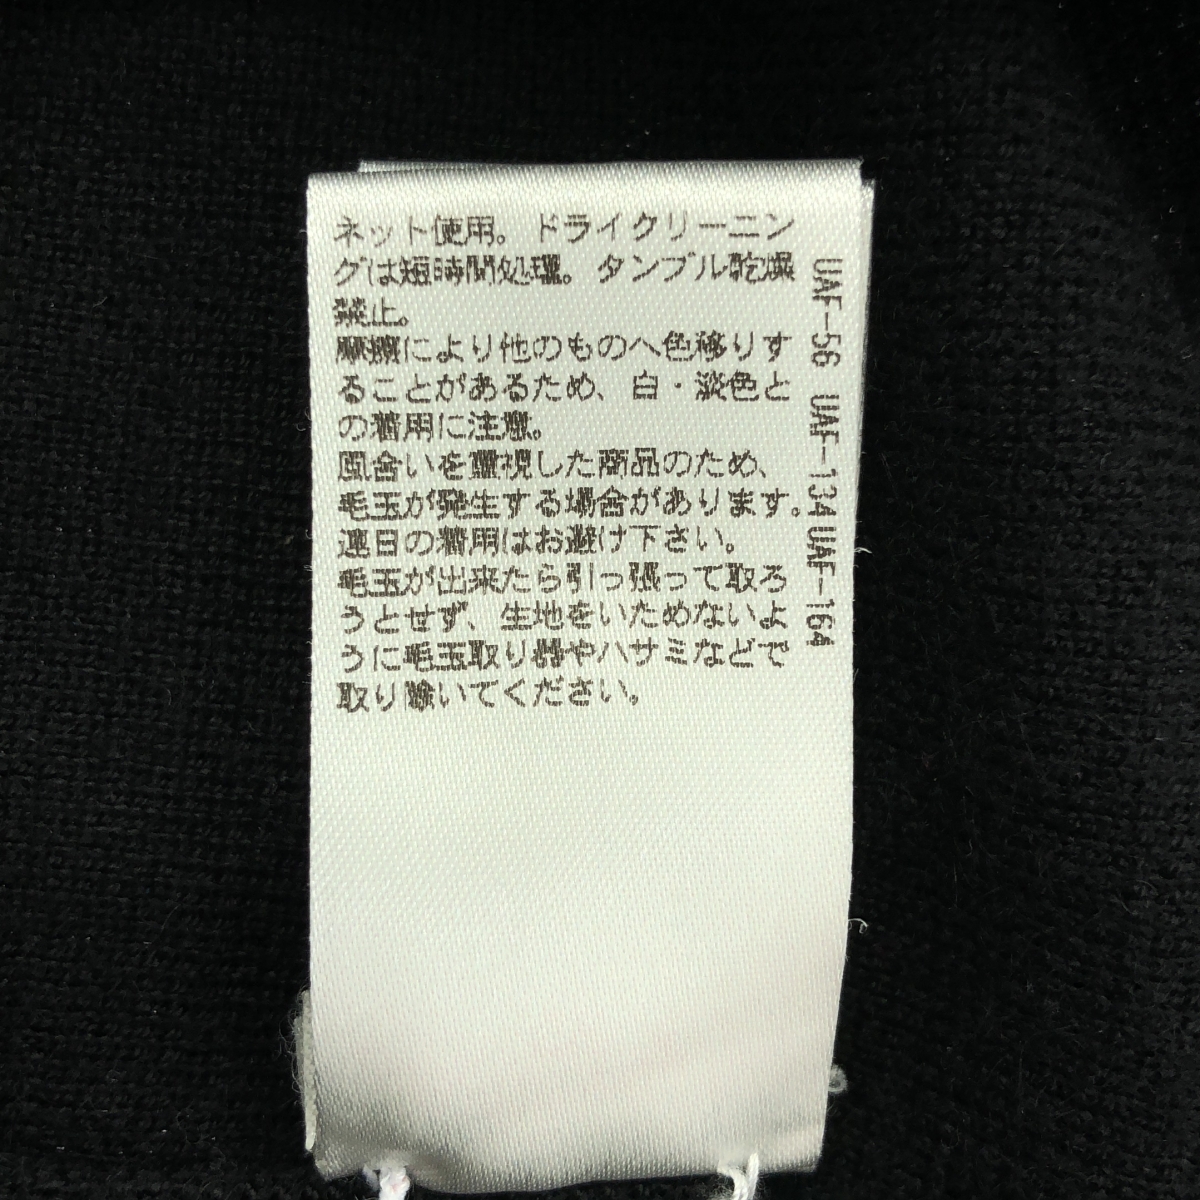 ネット使用。ドライクリーニン
グは短時間処理。タンブル乾燥
禁止。
摩擦により他のものへ色移りす
ることがあるため、白・淡色と
の着用に注意。
風合いを重視した商品のため、
毛玉が発生する場合があります。
連日の着用はお避け下さい。
毛玉が出来たら引っ張って取ろ
うとせず、生地をいためないよ
うに毛玉取り器やハサミなどで
取り除いてください。
UAF-56 UAF-134 UAF-164